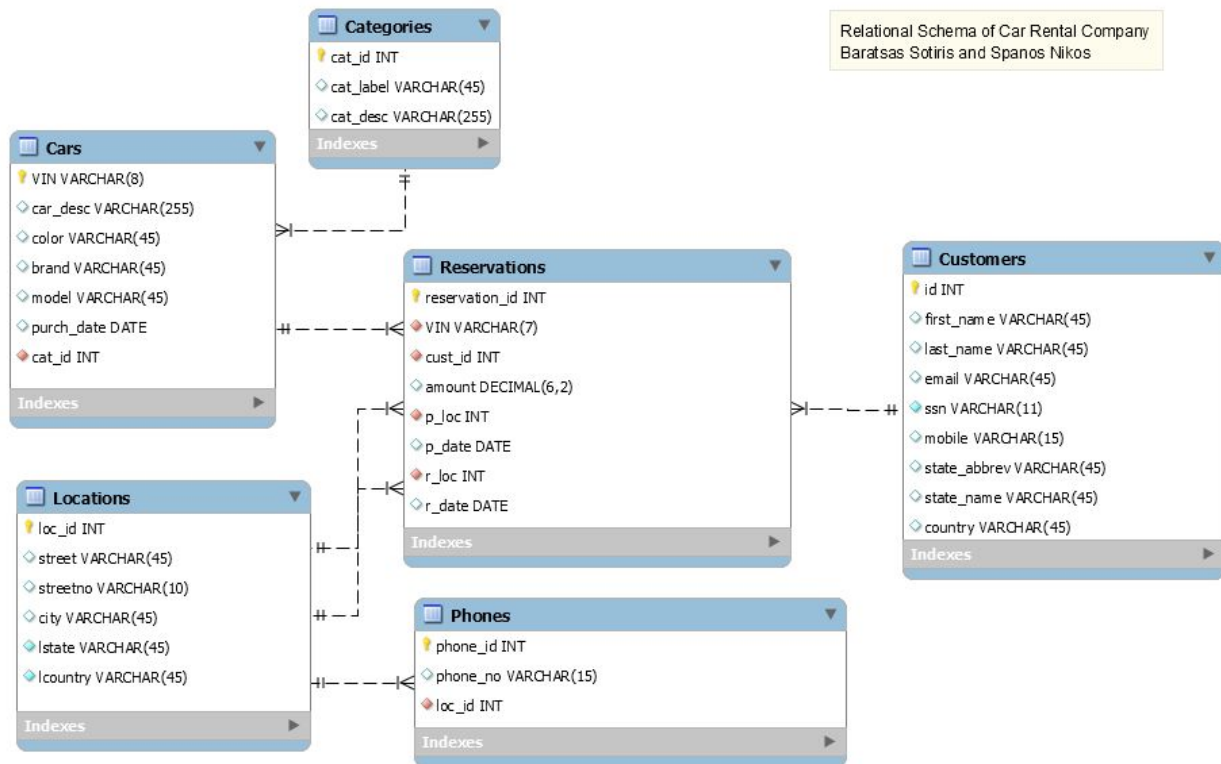 Categories
cat_id INT
cat_label VARCHAR(45)
cat_desc VARCHAR(255)
Indexes
Relational Schema of Car Rental Company
Baratsas Sotiris and Spanos Nikos
Cars
VIN VARCHAR(8)
car_desc VARCHAR(255)
color VARCHAR(45)
brand VARCHAR(45)
model VARCHAR(45)
purch_date DATE
cat_id INT
Indexes
Reservations
reservation_id INT
VIN VARCHAR(7)
cust_id INT
amount DECIMAL(6,2)
p_loc INT
p_date DATE
r_loc INT
r_date DATE
Indexes
Customers
id INT
first_name VARCHAR(45)
last_name VARCHAR(45)
email VARCHAR(45)
ssn VARCHAR(11)
mobile VARCHAR(15)
state_abbrev VARCHAR(45)
state_name VARCHAR(45)
country VARCHAR(45)
Indexes
Locations
loc_id INT
street VARCHAR(45)
streetno VARCHAR(10)
city VARCHAR(45)
lstate VARCHAR(45)
lcountry VARCHAR(45)
Indexes
Phones
phone_id INT
phone_no VARCHAR(15)
loc_id INT
Indexes